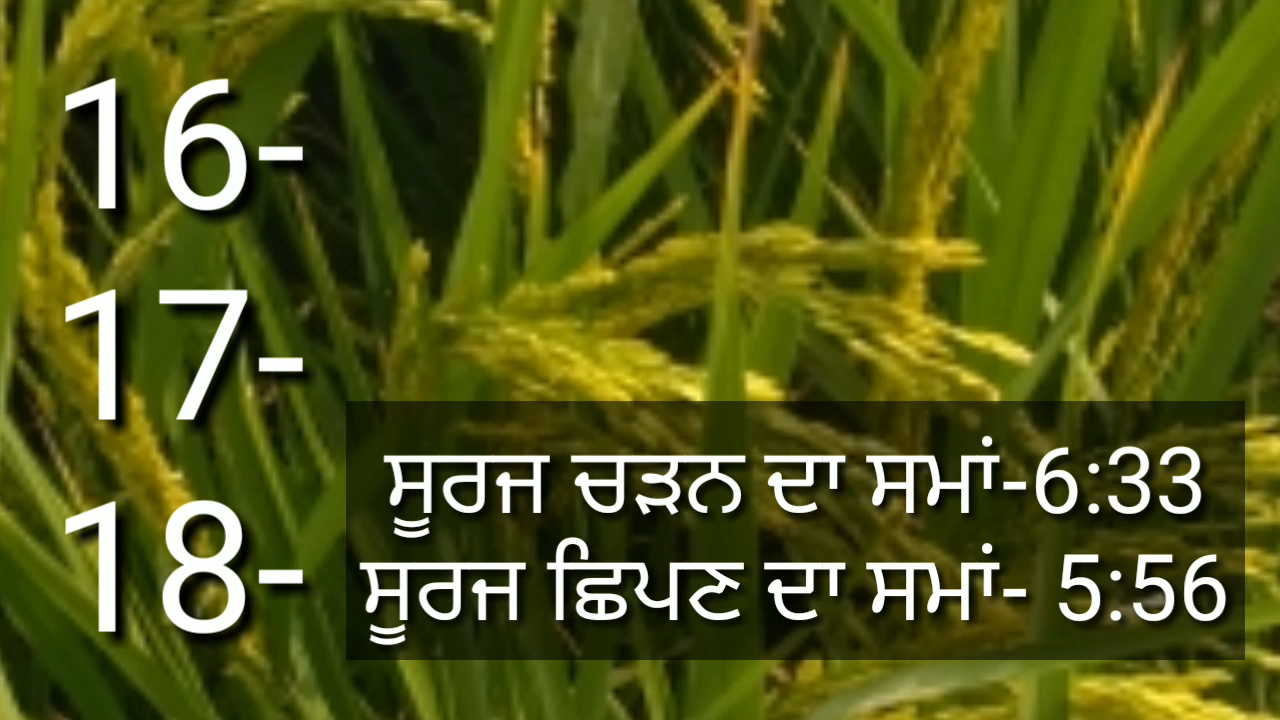 16-
17-
18-
ਸੂਰਜ ਚੜਨ ਦਾ ਸਮਾਂ-6:33
ਸੂਰਜ ਛਿਪਣ ਦਾ ਸਮਾਂ- 5:56